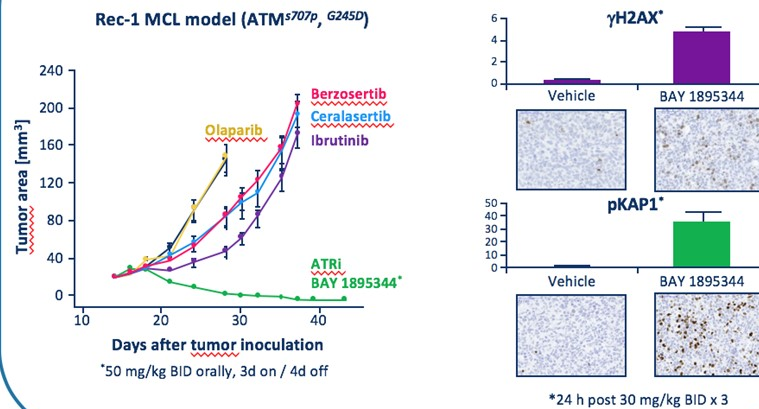 Rec-1 MCL model (ATMs707p, G245D)
Tumor area [mm3]
240
200
160
120
80
40
0
10 20 30 40
Days after tumor inoculation
Berzosertib
Ceralasertib
Ibrutinib
Olaparib
ATRi
BAY 1895344*
*50 mg/kg BID orally, 3d on / 4d off
γH2AX*
6
4
2
0
Vehicle BAY 1895344
pKAP1*
50
40
30
20
10
0
Vehicle BAY 1895344
*24 h post 30 mg/kg BID x 3